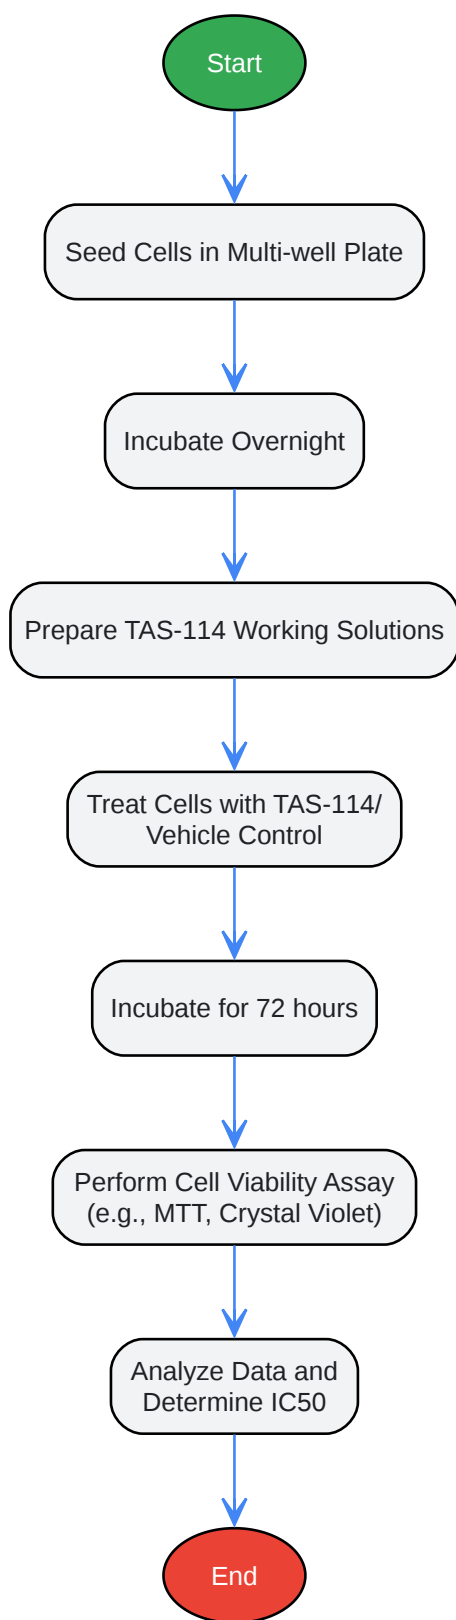 Start
Seed Cells in Multi-well Plate
Incubate Overnight
Prepare TAS-114 Working Solutions
Treat Cells with TAS-114/
Vehicle Control
Incubate for 72 hours
Perform Cell Viability Assay
(e.g., MTT, Crystal Violet)
Analyze Data and
Determine IC50
End